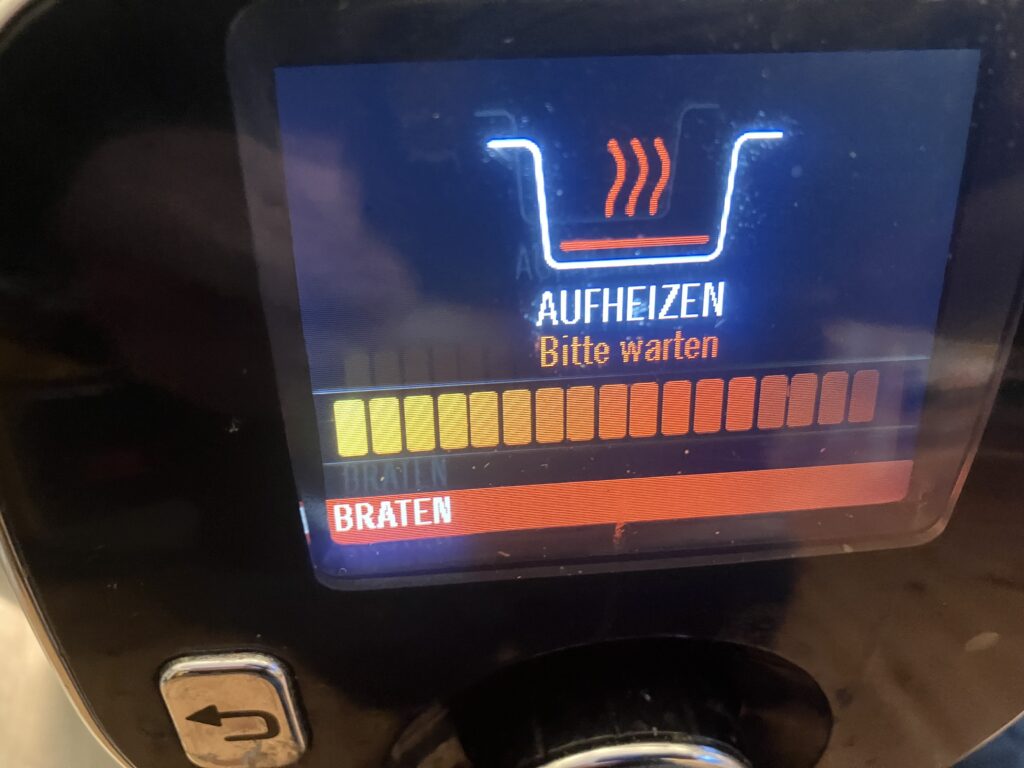 AUFHEIZEN
Bitte warten
BRATEN